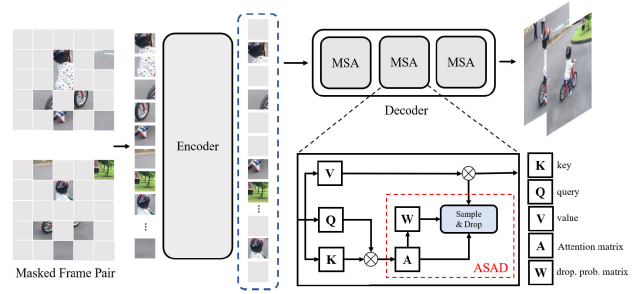 Masked Frame Pair
Encoder
MSA
MSA
MSA
Decoder
V
Q
K
W
A
Sample
& Drop
ASAD
K key
Q query
V value
A Attention matrix
W drop. prob. matrix